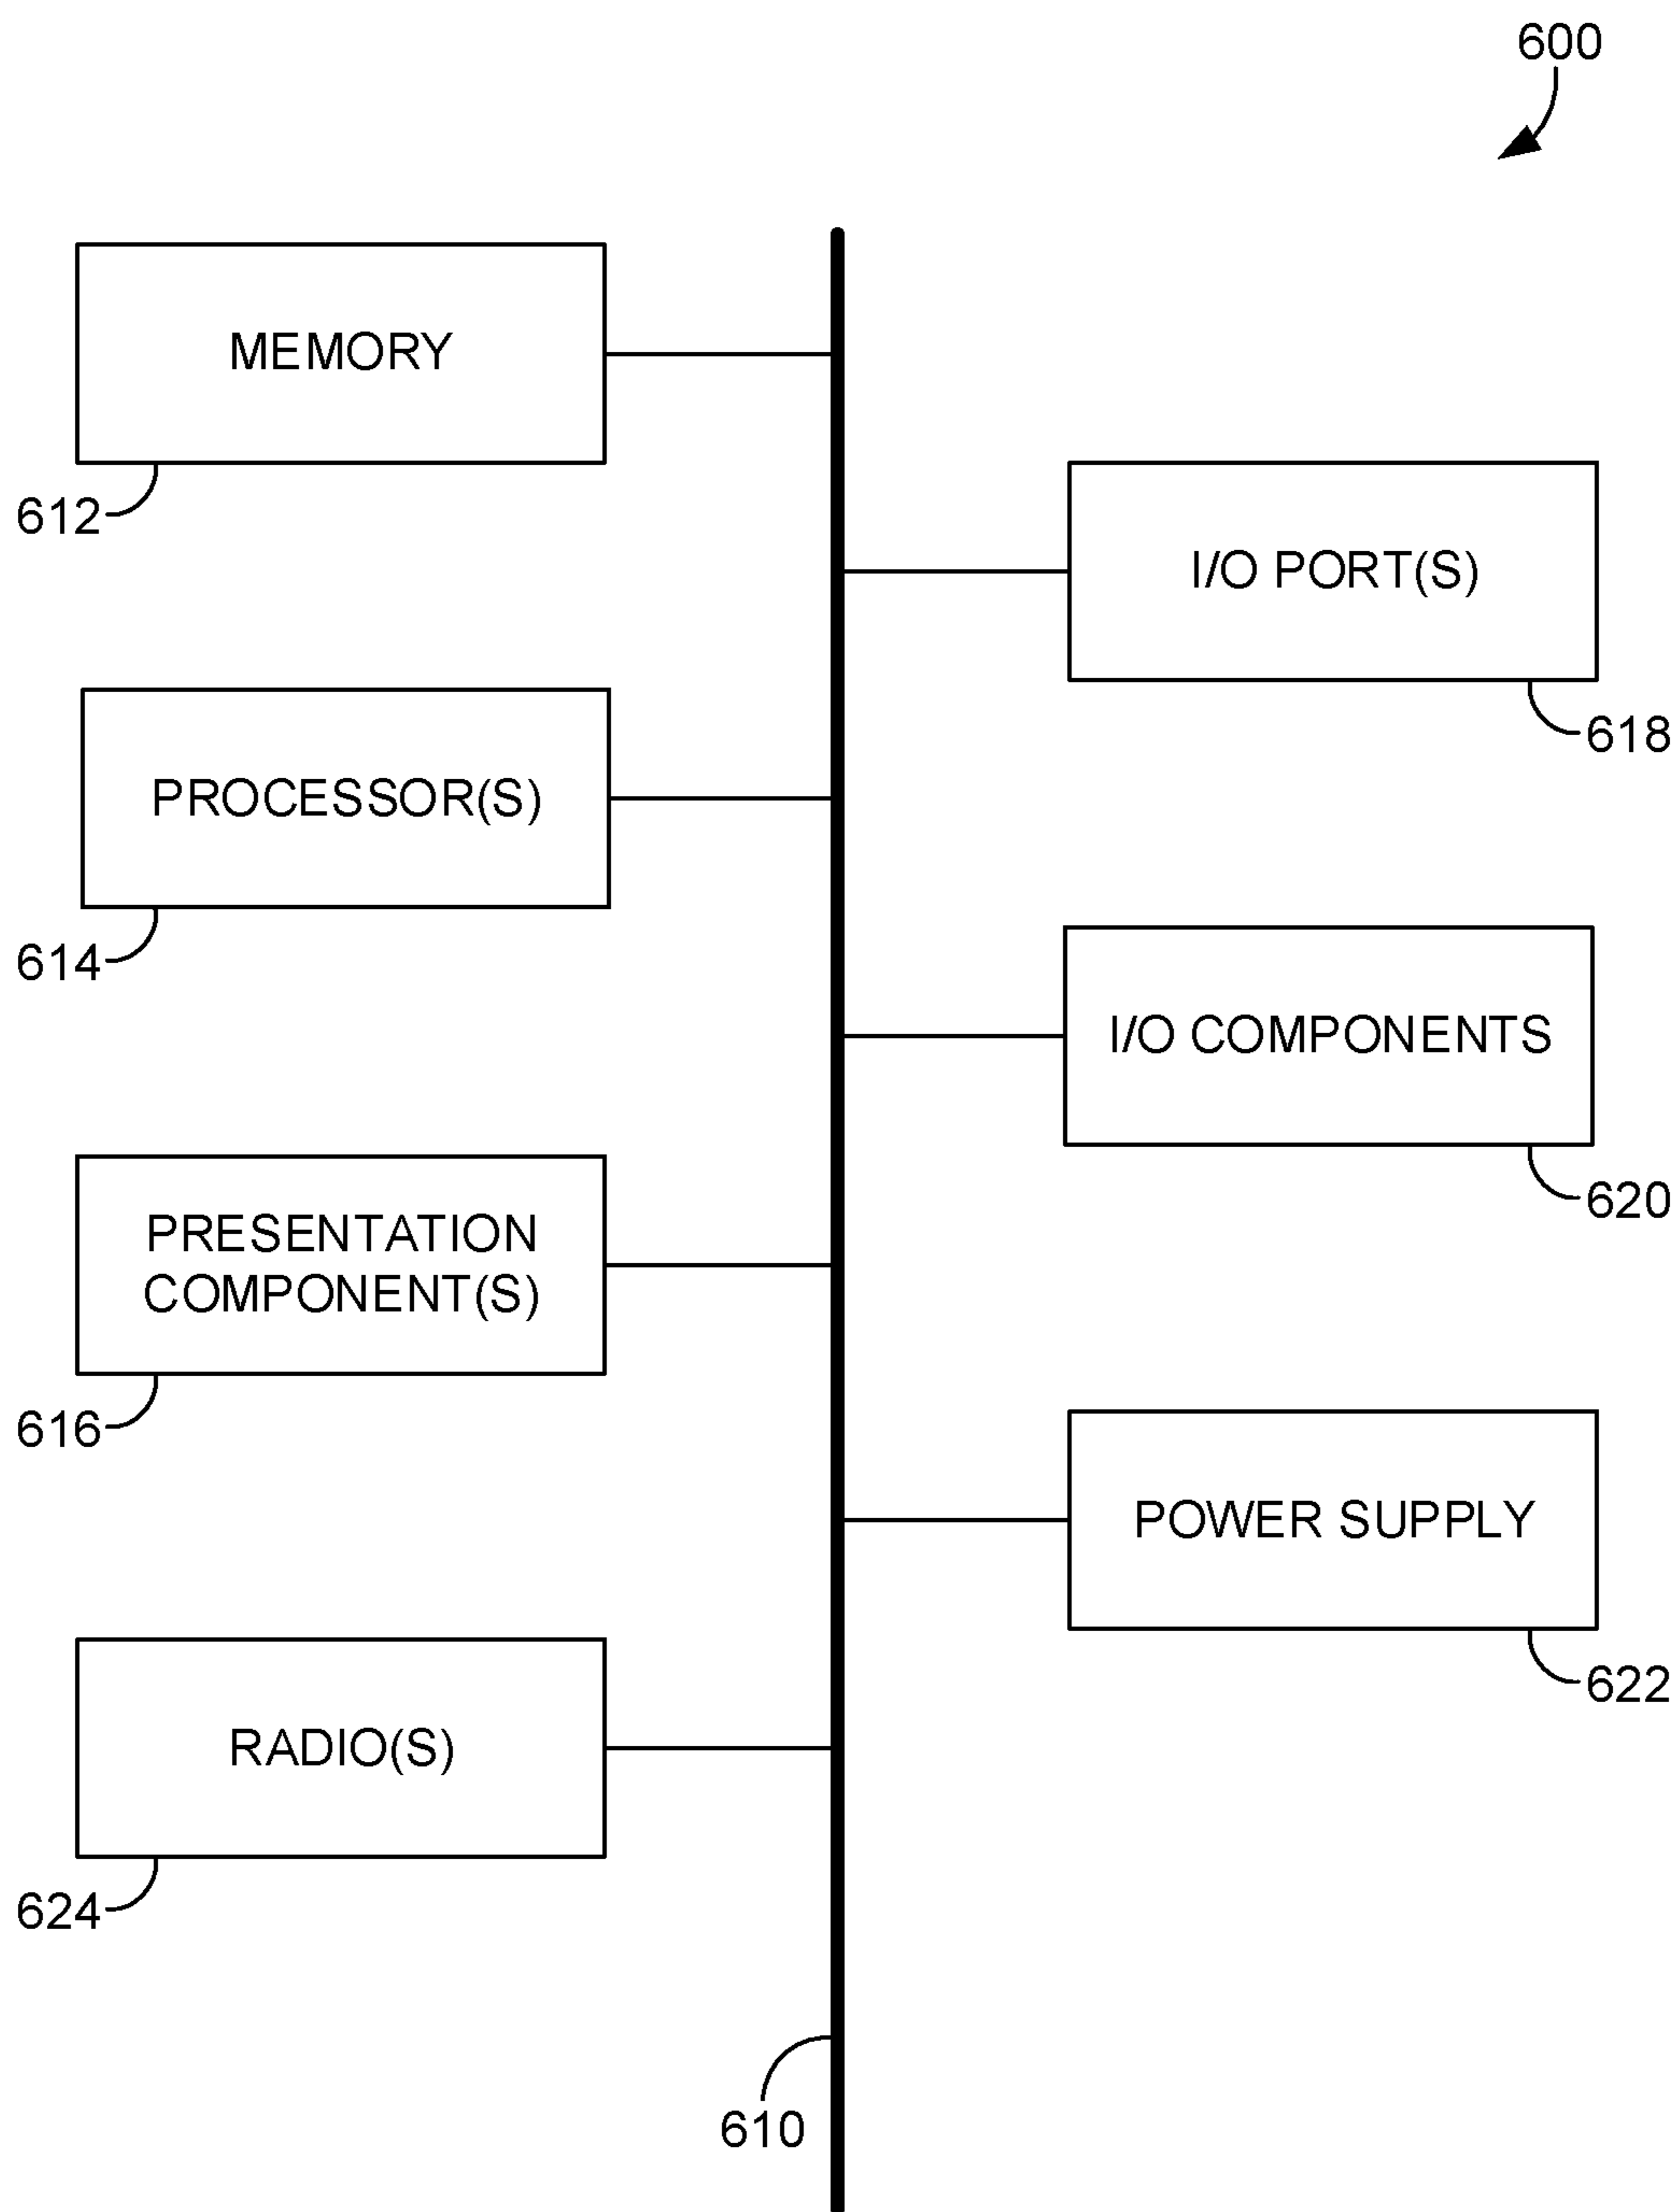 600
MEMORY
612
I/O PORT(S)
618
PROCESSOR(S)
614
I/O COMPONENTS
620
PRESENTATION
COMPONENT(S)
616
POWER SUPPLY
622
RADIO(S)
624
610